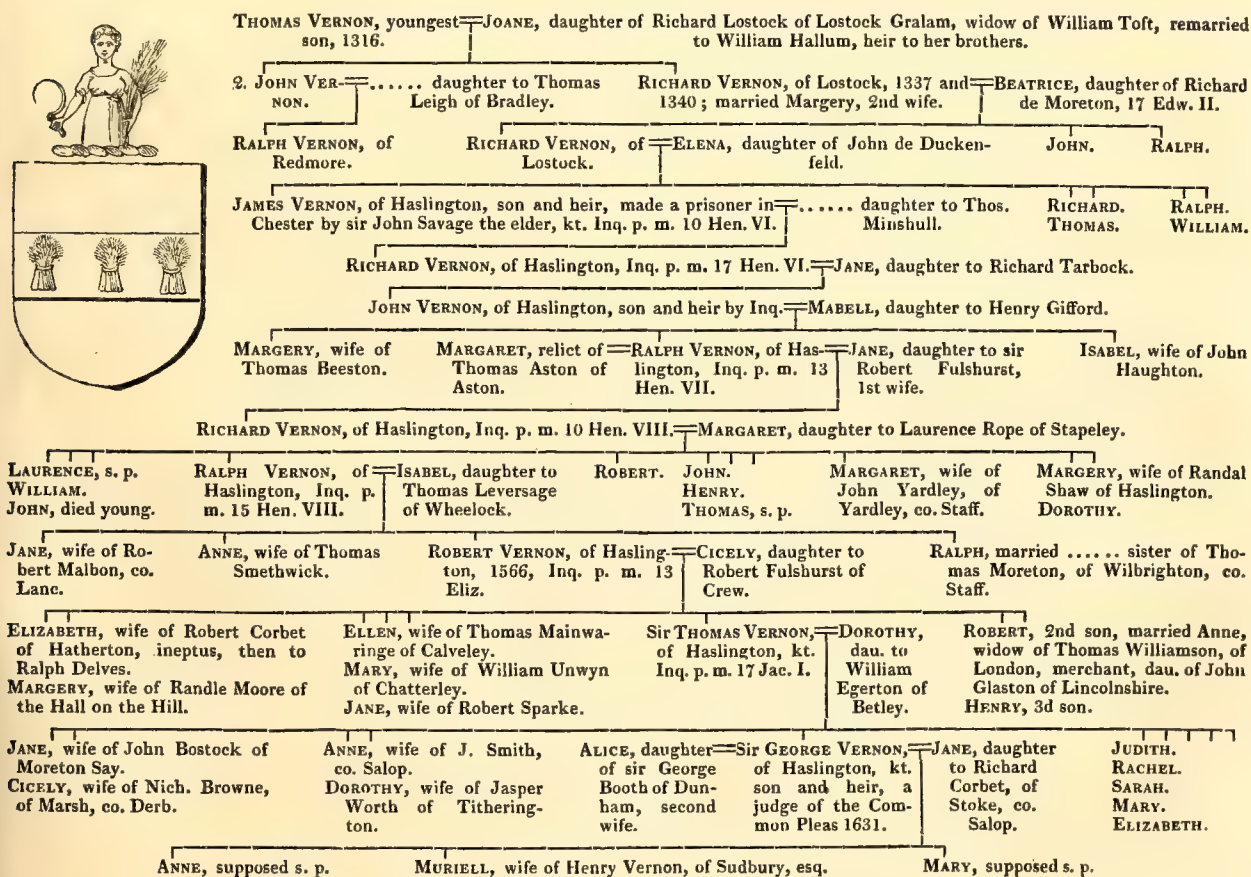 THOMAS VERNON, youngest
son, 1316.
JOANE, daughter of Richard Lostock of Lostock Gralam, widow of William Toft, remarried
to William Hallum, heir to her brothers.
2. JOHN VER-
NON.
...... daughter to Thomas
Leigh of Bradley.
RICHARD VERNON, of Lostock, 1337 and
1340; married Margery, 2nd wife.
BEATRICE, daughter of Richard
de Moreton, 17 Edw. II.
RALPH VERNON, of
Redmore.
RICHARD VERNON, of
Lostock.
ELENA, daughter of John de Ducken-
feld.
JOHN.
RALPH.
JAMES VERNON, of Haslington, son and heir, made a prisoner in
Chester by sir John Savage the elder, kt. Inq. p. m. 10 Hen. VI.
...... daughter to Thos.
Minshull.
RICHARD.
THOMAS.
RALPH.
WILLIAM.
RICHARD VERNON, of Haslington, Inq. p. m. 17 Hen. VI.
JANE, daughter to Richard Tarbock.
JOHN VERNON, of Haslington, son and heir by Inq.
MABELL, daughter to Henry Gifford.
MARGERY, wife of
Thomas Beeston.
MARGARET, relict of
Thomas Aston of
Aston.
RALPH VERNON, of Has-
lington, Inq. p. m. 13
Hen. VII.
JANE, daughter to sir
Robert Fulshurst,
1st wife.
ISABEL, wife of John
Haughton.
RICHARD VERNON, of Haslington, Inq. p. m. 10 Hen. VIII.
MARGARET, daughter to Laurence Rope of Stapeley.
LAURENCE, s. p.
WILLIAM.
JOHN, died young.
RALPH VERNON, of
Haslington, Inq. p.
m. 15 Hen. VIII.
ISABEL, daughter to
Thomas Leversage
of Wheelock.
ROBERT.
JOHN.
HENRY.
THOMAS, s. p.
MARGARET, wife of
John Yardley, of
Yardley, co. Staff.
MARGERY, wife of Randal
Shaw of Haslington.
DOROTHY.
JANE, wife of Ro-
bert Malbon, co.
Lanc.
ANNE, wife of Thomas
Smethwick.
ROBERT VERNON, of Hasling-
ton, 1566, Inq. p. m. 13
Eliz.
CICELY, daughter to
Robert Fulshurst of
Crew.
RALPH, married ...... sister of Tho-
mas Moreton, of Wilbrighton, co.
Staff.
ELIZABETH, wife of Robert Corbet
of Hatherton, ineptus, then to
Ralph Delves.
MARGERY, wife of Randle Moore of
the Hall on the Hill.
ELLEN, wife of Thomas Mainwa-
ringe of Calveley.
MARY, wife of William Unwyn
of Chatterley.
JANE, wife of Robert Sparke.
Sir THOMAS VERNON,
of Haslington, kt.
Inq. p. m. 17 Jac. I.
DOROTHY,
dau. to
William
Egerton of
Betley.
ROBERT, 2nd son, married Anne,
widow of Thomas Williamson, of
London, merchant, dau. of John
Glaston of Lincolnshire.
HENRY, 3d son.
JANE, wife of John Bostock of
Moreton Say.
CICELY, wife of Nich. Browne,
of Marsh, co. Derb.
ANNE, wife of J. Smith,
co. Salop.
DOROTHY, wife of Jasper
Worth of Tithering-
ton.
ALICE, daughter
of sir George
Booth of Dun-
ham, second
wife.
Sir GEORGE VERNON,
of Haslington, kt.
son and heir, a
judge of the Com-
mon Pleas 1631.
JANE, daughter
to Richard
Corbet, of
Stoke, co.
Salop.
JUDITH.
RACHEL.
SARAH.
MARY.
ELIZABETH.
ANNE, supposed s. p.
MURIELL, wife of Henry Vernon, of Sudbury, esq.
MARY, supposed s. p.